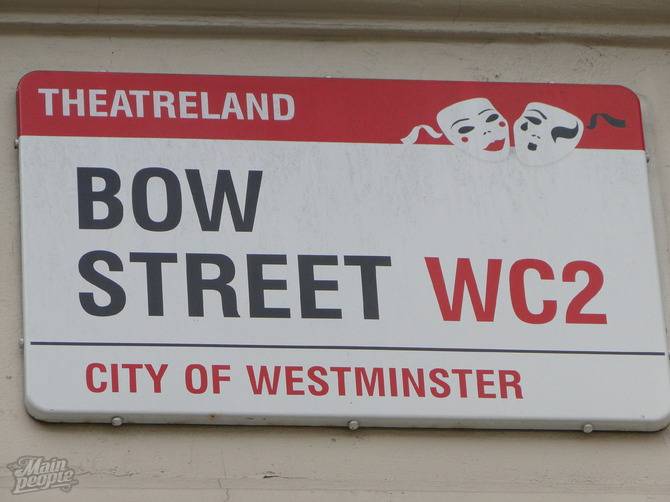 THEATRELAND
BOW
STREET WC2
CITY OF WESTMINSTER
Main
people